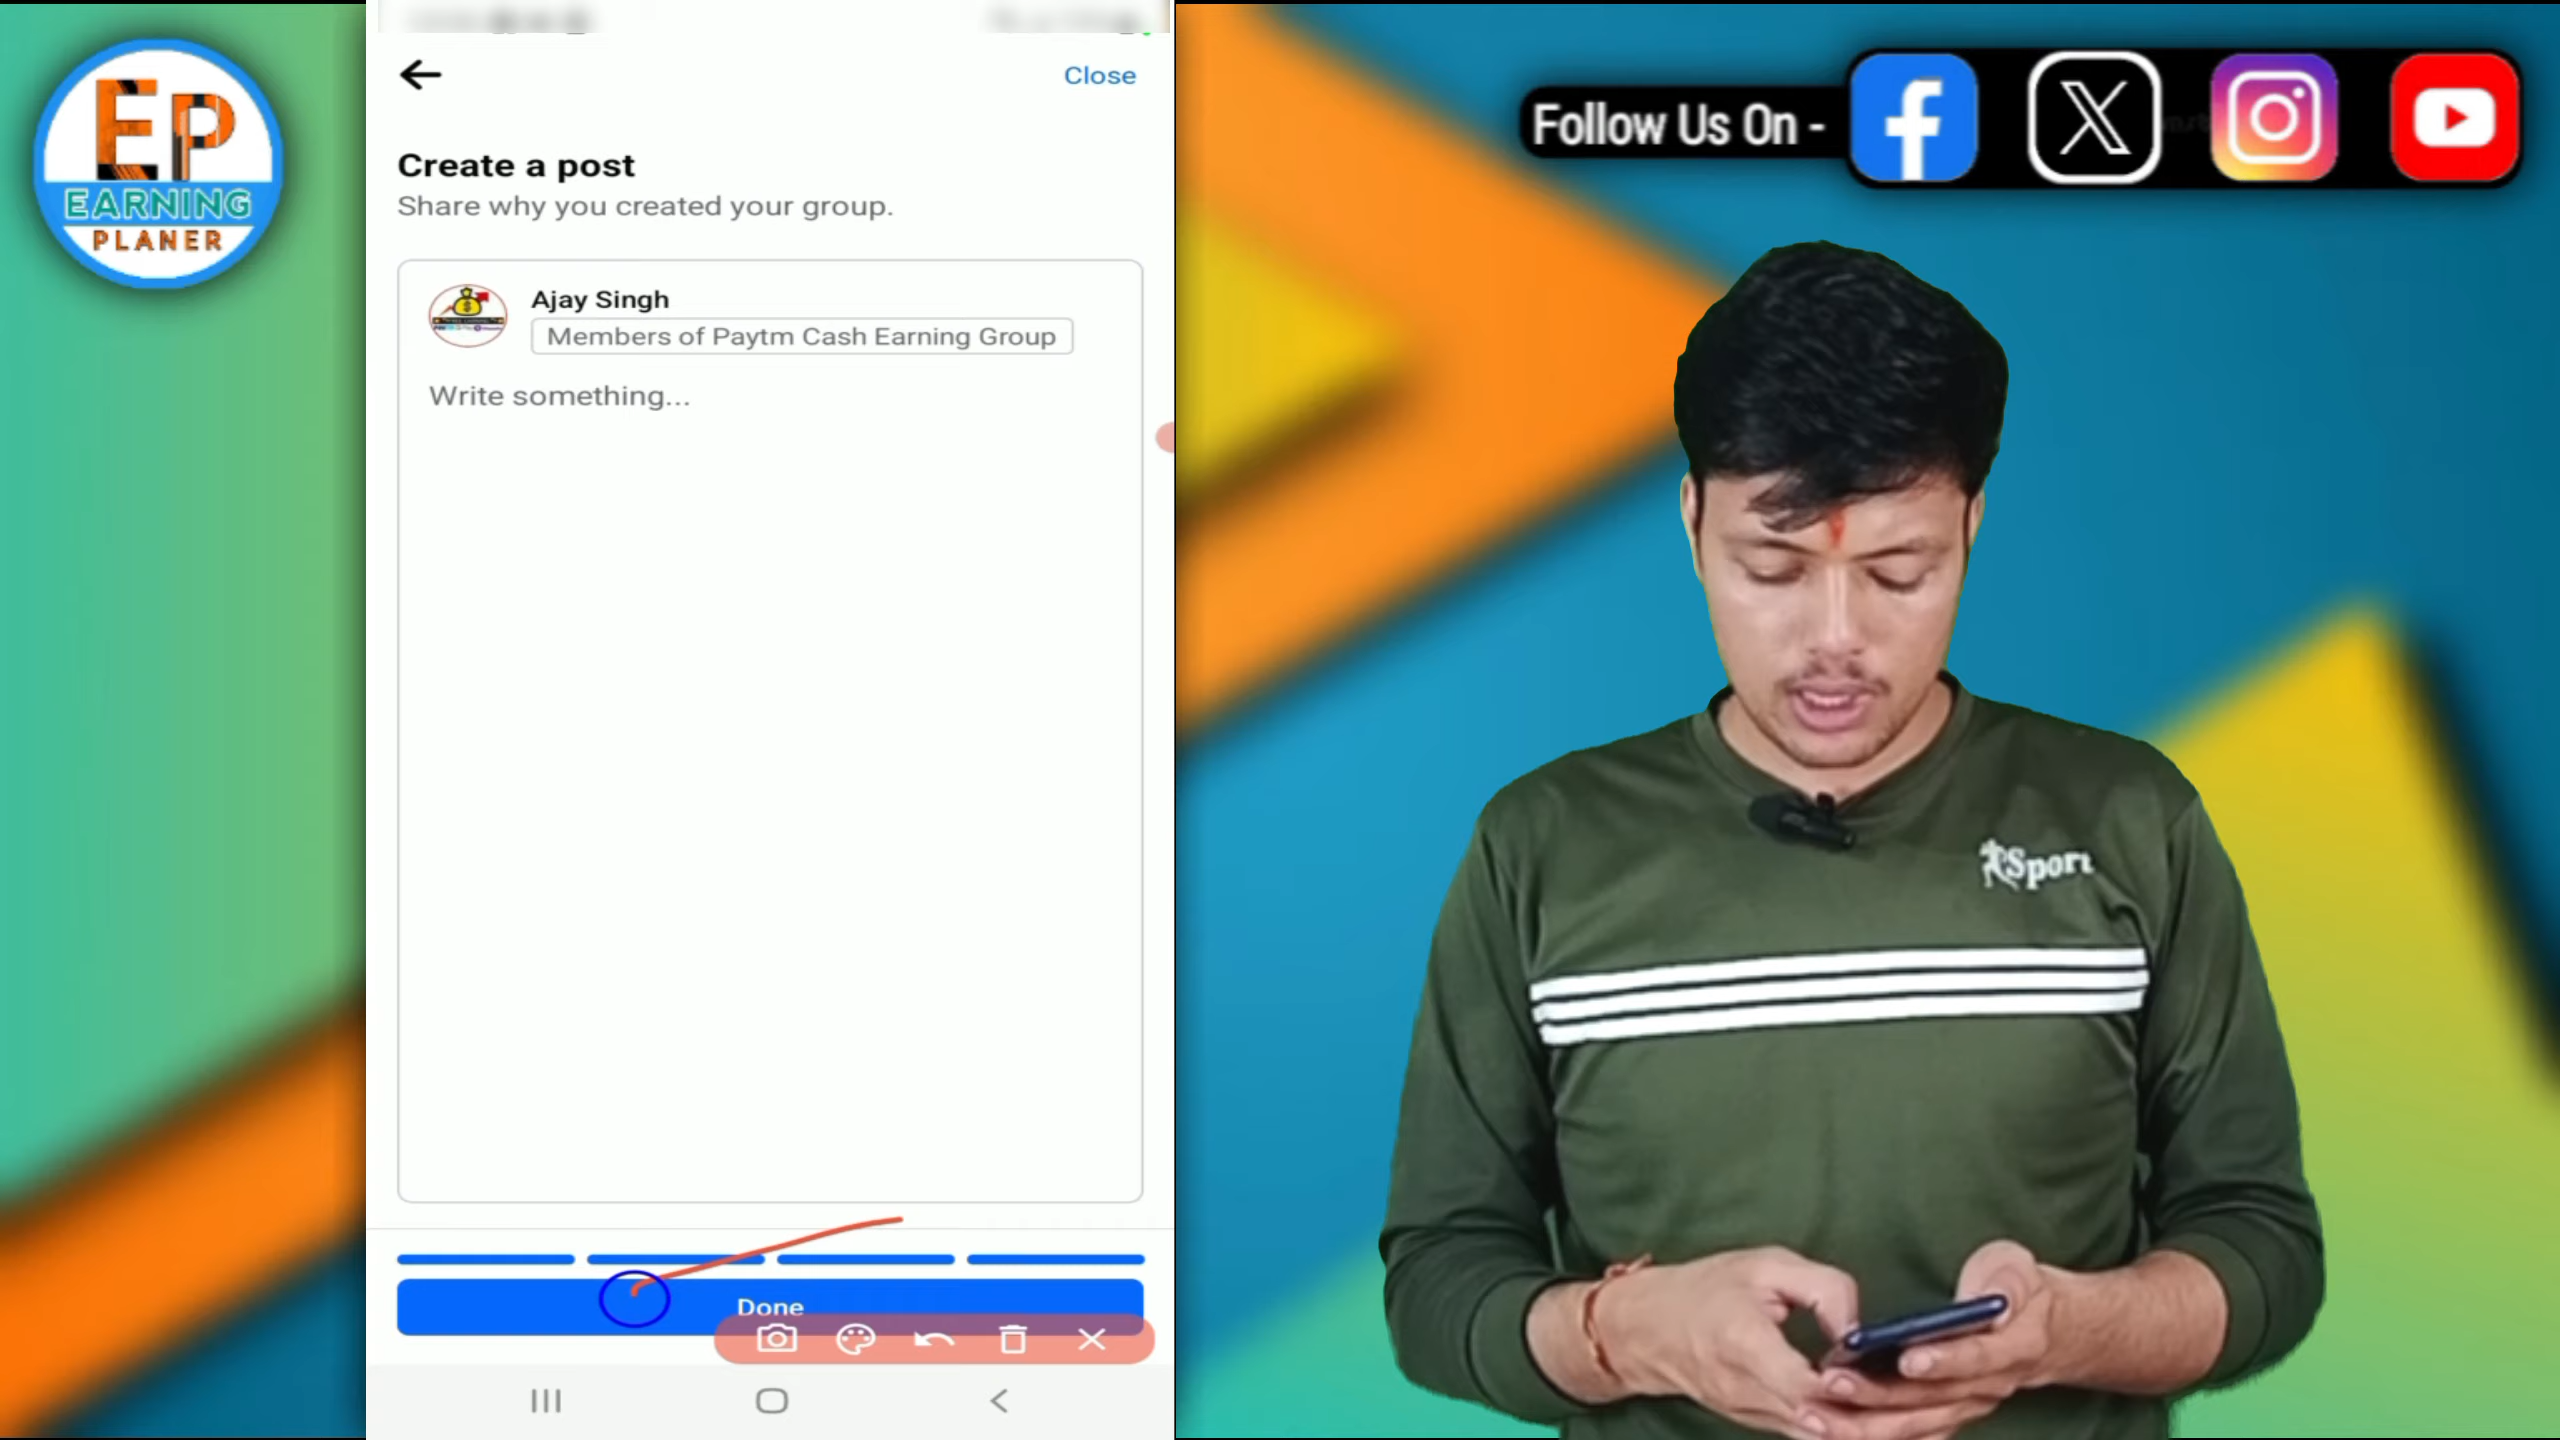 EP
EARNING
PLANER
Close
Create a post
Share why you created your group.
Ajay Singh
Members of Paytm Cash Earning Group
Write something...
Done
Follow Us On -
Sport